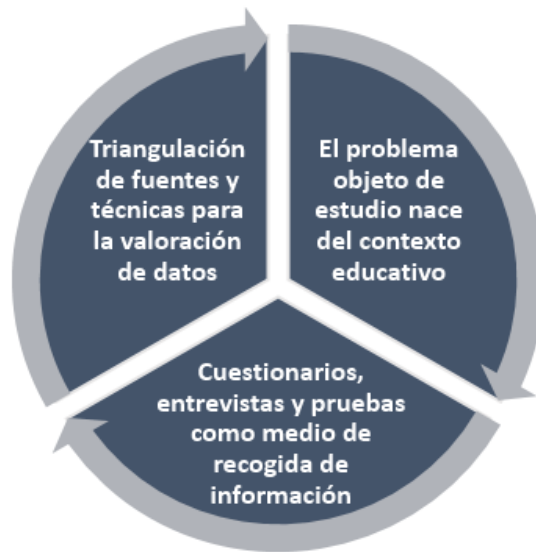 Triangulación
de fuentes y
técnicas para
la valoración
de datos
El problema
objeto de
estudio nace
del contexto
educativo
Cuestionarios,
entrevistas y pruebas
como medio de
recogida de
información